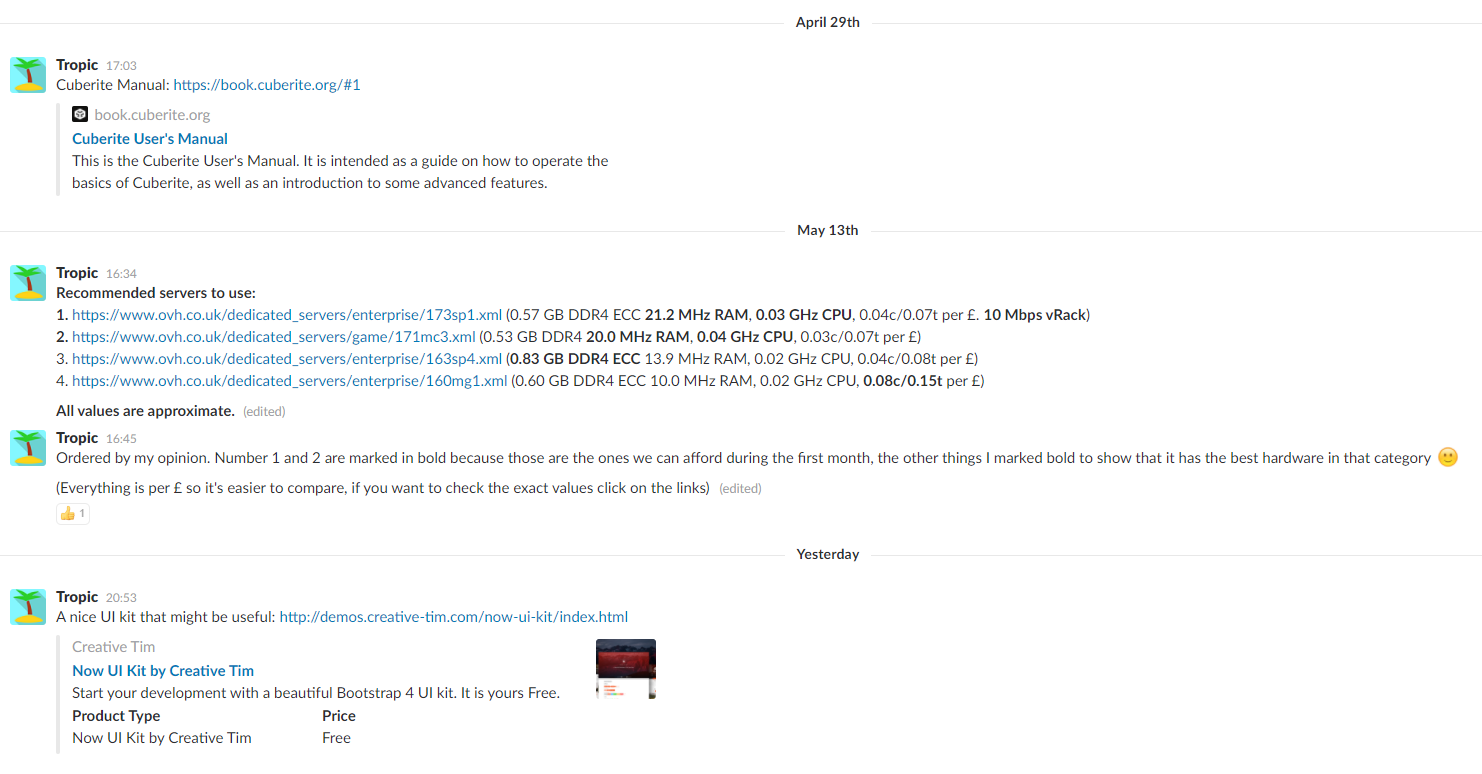 April 29th
Tropic 17:03
Cuberite Manual: https://book.cuberite.org/#1
book.cuberite.org
Cuberite User's Manual
This is the Cuberite User's Manual. It is intended as a guide on how to operate the
basics of Cuberite, as well as an introduction to some advanced features.
May 13th
Tropic 16:34
Recommended servers to use:
1. https://www.ovh.co.uk/dedicated_servers/enterprise/173sp1.xml (0.57 GB DDR4 ECC 21.2 MHz RAM, 0.03 GHz CPU, 0.04c/0.07t per £. 10 Mbps vRack)
2. https://www.ovh.co.uk/dedicated_servers/game/171mc3.xml (0.53 GB DDR4 20.0 MHz RAM, 0.04 GHz CPU, 0.03c/0.07t per £)
3. https://www.ovh.co.uk/dedicated_servers/enterprise/163sp4.xml (0.83 GB DDR4 ECC 13.9 MHz RAM, 0.02 GHz CPU, 0.04c/0.08t per £)
4. https://www.ovh.co.uk/dedicated_servers/enterprise/160mg1.xml (0.60 GB DDR4 ECC 10.0 MHz RAM, 0.02 GHz CPU, 0.08c/0.15t per £)
All values are approximate. (edited)
Tropic 16:45
Ordered by my opinion. Number 1 and 2 are marked in bold because those are the ones we can afford during the first month, the other things I marked bold to show that it has the best hardware in that category 🙂
(Everything is per £ so it's easier to compare, if you want to check the exact values click on the links) (edited)
👍 1
Yesterday
Tropic 20:53
A nice UI kit that might be useful: http://demos.creative-tim.com/now-ui-kit/index.html
Creative Tim
Now UI Kit by Creative Tim
Start your development with a beautiful Bootstrap 4 UI kit. It is yours Free.
Product Type Price
Now UI Kit by Creative Tim Free